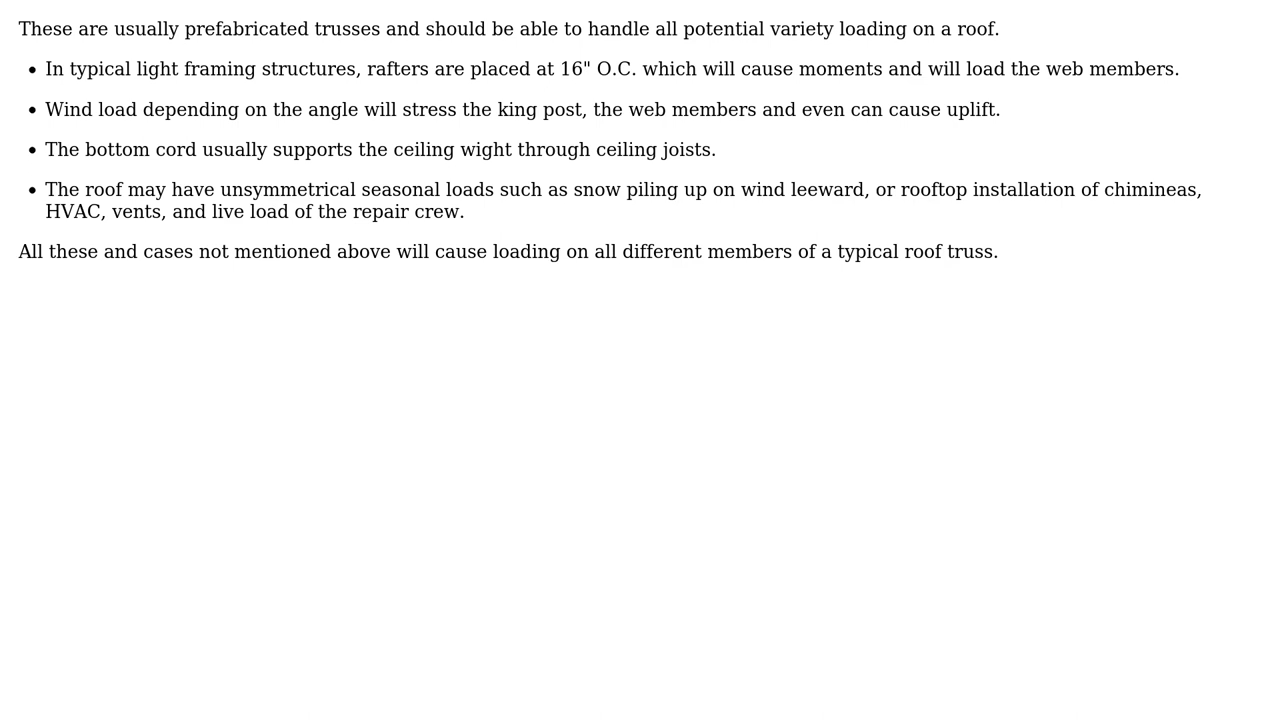 These are usually prefabricated trusses and should be able to handle all potential variety loading on a roof.
• In typical light framing structures, rafters are placed at 16" O.C. which will cause moments and will load the web members.
• Wind load depending on the angle will stress the king post, the web members and even can cause uplift.
• The bottom cord usually supports the ceiling wight through ceiling joists.
• The roof may have unsymmetrical seasonal loads such as snow piling up on wind leeward, or rooftop installation of chimineas,
HVAC, vents, and live load of the repair crew.
All these and cases not mentioned above will cause loading on all different members of a typical roof truss.